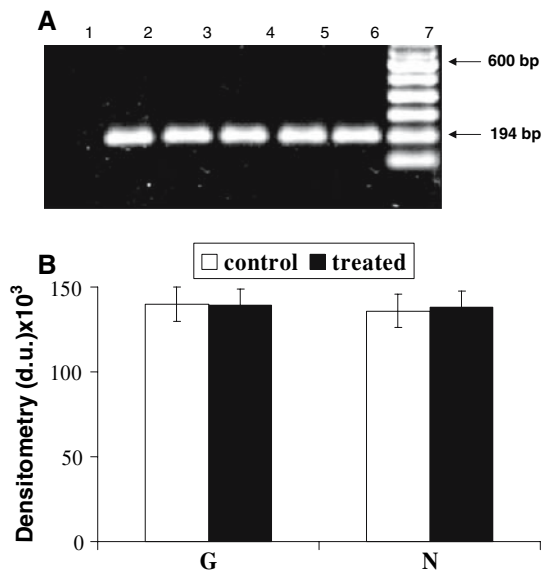 A
1 2 3 4 5 6 7
600 bp
194 bp
B
control treated
Densitometry (d.u.)x10³
150
100
50
0
G N